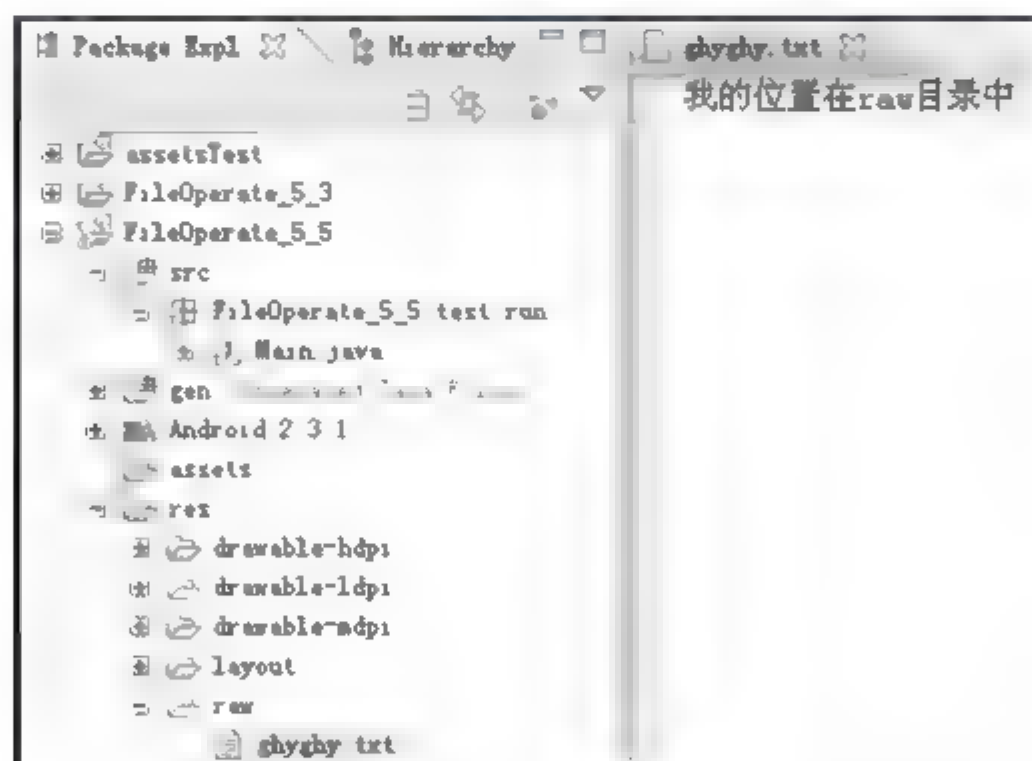 Package Expl Hierarchy
ghyghy.txt
我的位置在raw目录中
assetsTest
FileOperate_5_3
FileOperate_5_5
src
FileOperate_5_5.test.run
Main.java
gen
Android 2.3.1
assets
res
drawable-hdpi
drawable-ldpi
drawable-mdpi
layout
raw
ghyghy.txt